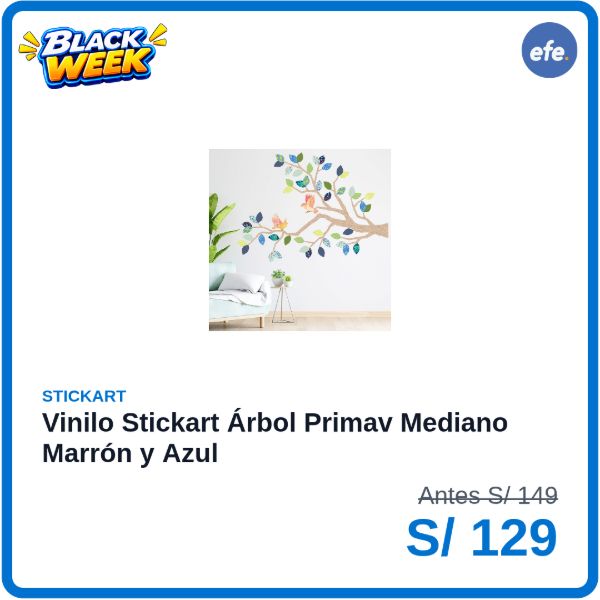 BLACK
WEEK
efe.
STICKART
Vinilo Stickart Árbol Primav Mediano
Marrón y Azul
Antes S/ 149
S/ 129